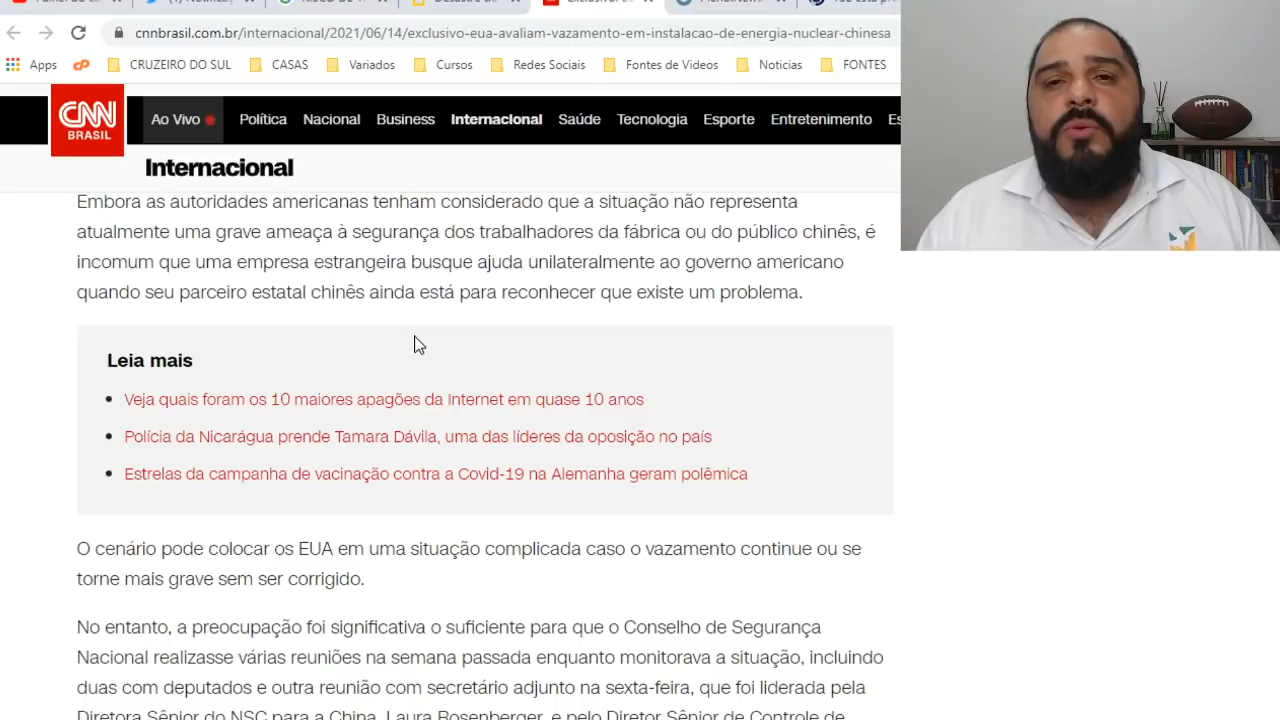 cnnbrasil.com.br/internacional/2021/06/14/exclusivo-eua-avaliam-vazamento-em-instalacao-de-energia-nuclear-chinesa
Apps CRUZEIRO DO SUL CASAS Variados Cursos Redes Sociais Fontes de Videos Noticias FONTES
CNN BRASIL
Ao Vivo Política Nacional Business Internacional Saúde Tecnologia Esporte Entretenimento
Internacional
Embora as autoridades americanas tenham considerado que a situação não representa
atualmente uma grave ameaça à segurança dos trabalhadores da fábrica ou do público chinês, é
incomum que uma empresa estrangeira busque ajuda unilateralmente ao governo americano
quando seu parceiro estatal chinês ainda está para reconhecer que existe um problema.
Leia mais
Veja quais foram os 10 maiores apagões da Internet em quase 10 anos
Polícia da Nicarágua prende Tamara Dávila, uma das líderes da oposição no país
Estrelas da campanha de vacinação contra a Covid-19 na Alemanha geram polêmica
O cenário pode colocar os EUA em uma situação complicada caso o vazamento continue ou se
torne mais grave sem ser corrigido.
No entanto, a preocupação foi significativa o suficiente para que o Conselho de Segurança
Nacional realizasse várias reuniões na semana passada enquanto monitorava a situação, incluindo
duas com deputados e outra reunião com secretário adjunto na sexta-feira, que foi liderada pela
Diretora Sênior do NSC para a China, Laura Rosenberger, e pelo Diretor Sênior de Controle de